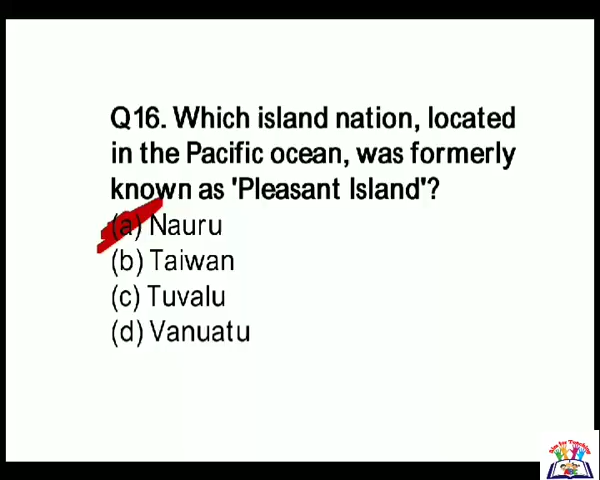 Q16. Which island nation, located
in the Pacific ocean, was formerly
known as 'Pleasant Island'?
(a) Nauru
(b) Taiwan
(c) Tuvalu
(d) Vanuatu